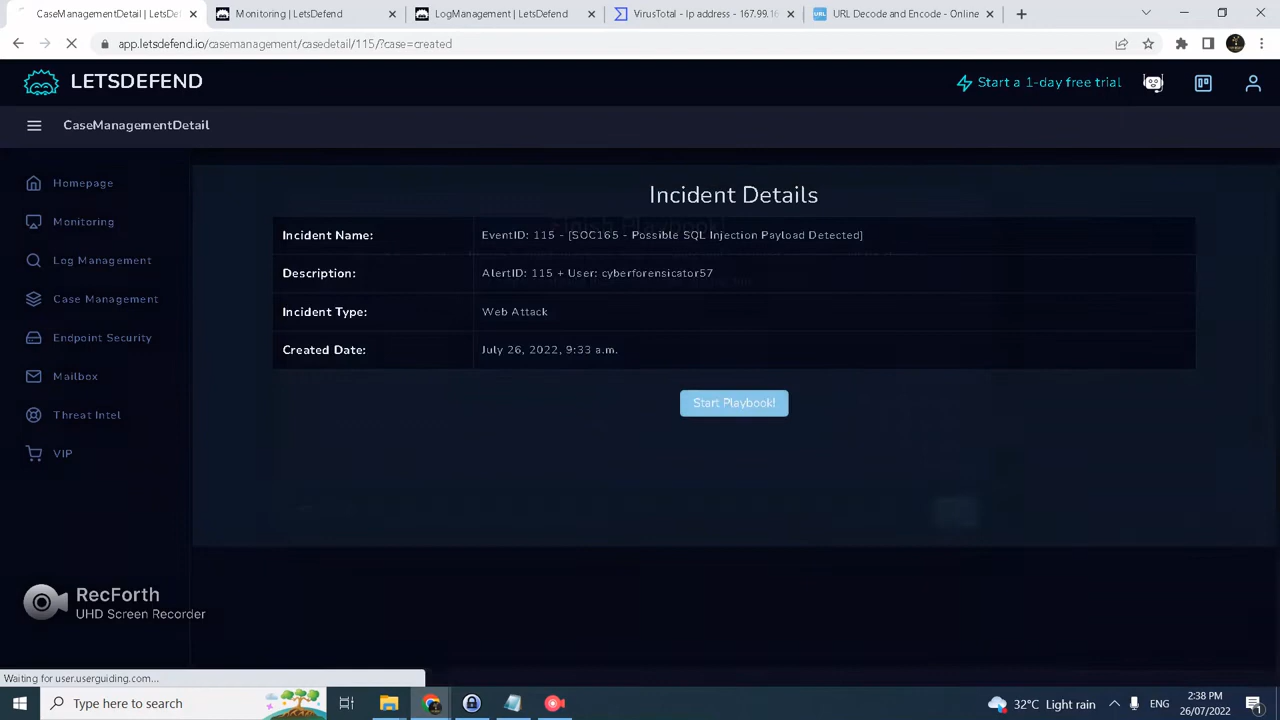 CaseManagementDetail | LetsDef
Monitoring | LetsDefend
LogManagement | LetsDefend
VirusTotal - Ip address - 167.99.16
URL Decode and Encode - Online
app.letsdefend.io/casemanagement/casedetail/115/?case=created
LETSDEFEND
Start a 1-day free trial
CaseManagementDetail
Homepage
Monitoring
Log Management
Case Management
Endpoint Security
Mailbox
Threat Intel
VIP
Incident Details
Incident Name: EventID: 115 - [SOC165 - Possible SQL Injection Payload Detected]
Description: AlertID: 115 + User: cyberforensicator57
Incident Type: Web Attack
Created Date: July 26, 2022, 9:33 a.m.
Start Playbook!
RecForth
UHD Screen Recorder
Waiting for user.userguiding.com...
Type here to search
32°C Light rain
ENG
2:38 PM
26/07/2022